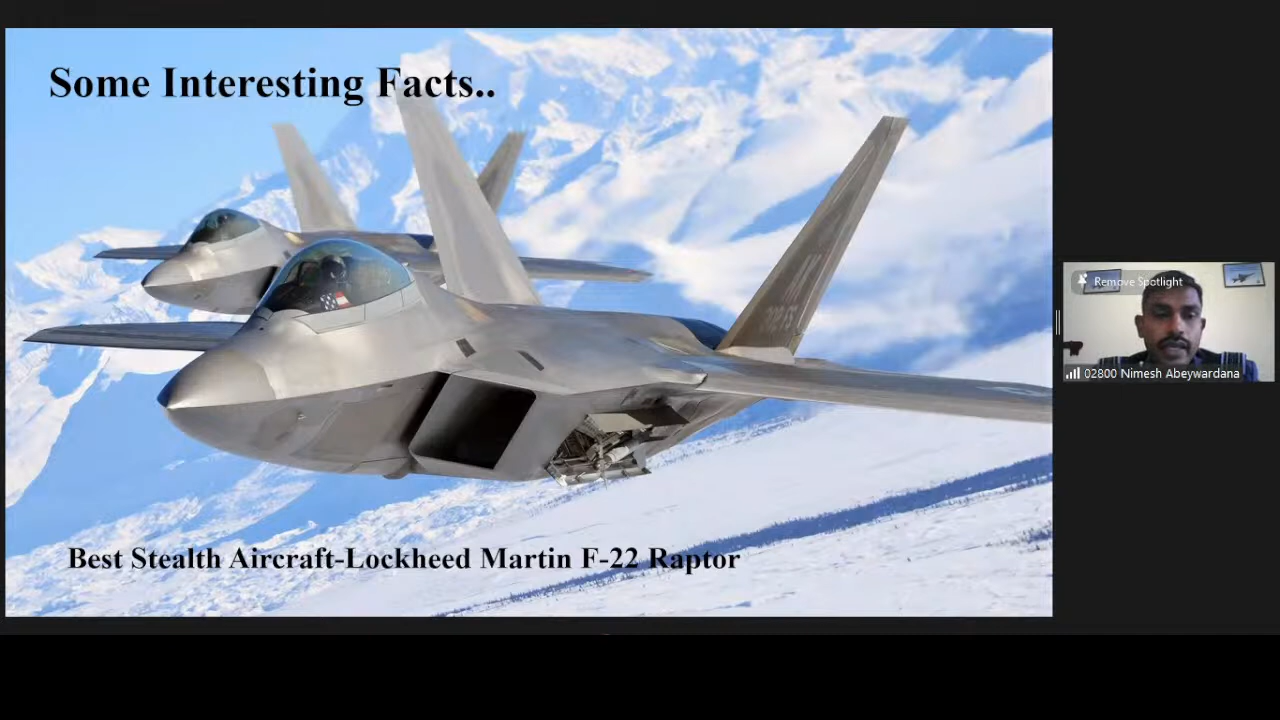 Some Interesting Facts..
Remove Spotlight
02800 Nimesh Abeywardana
Best Stealth Aircraft-Lockheed Martin F-22 Raptor